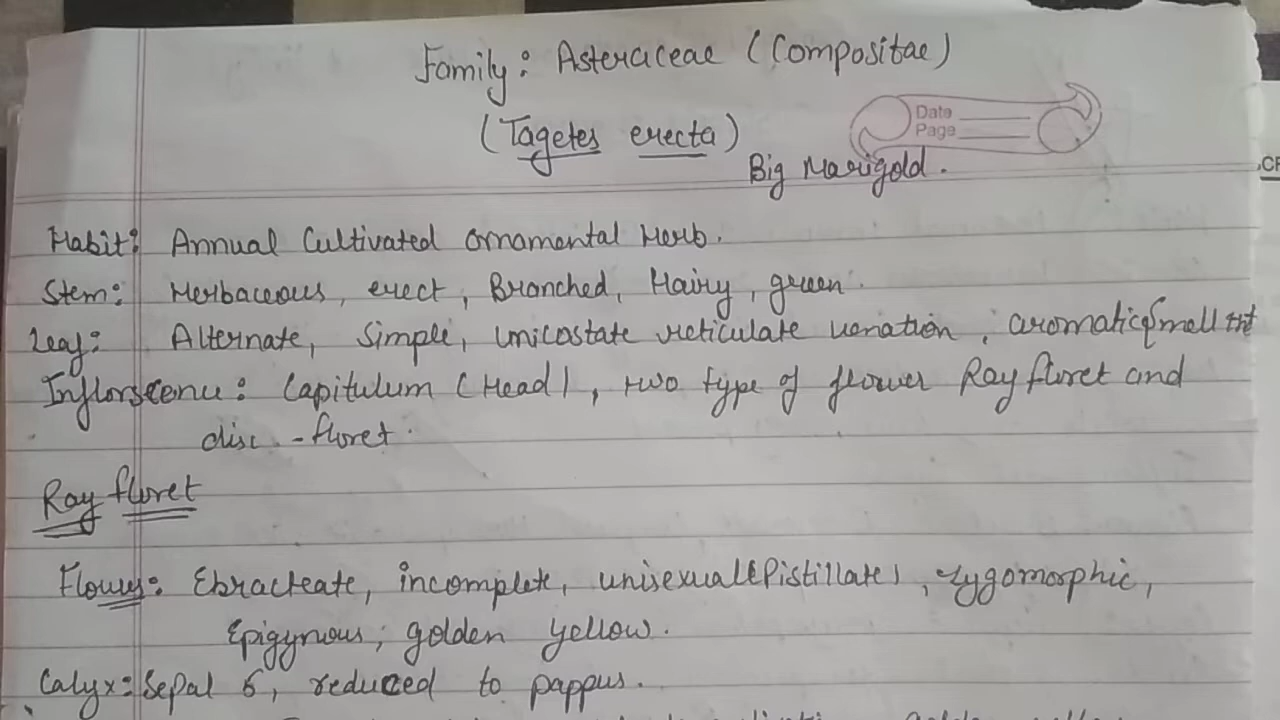 Family: Asteraceae (Compositae)
(Tagetes erecta)
Date
Page
Big Marigold.
Habit: Annual Cultivated ornamental Herb.
Stem: Herbaceous, erect, Branched, Hairy, green.
Leaf: Alternate, Simple, unicostate reticulate venation, aromatic Smell
Inflorscenu: Capitulum (Head), two type of flower Ray floret and
disc - floret.
Ray floret
Flower: Ebracteate, incomplete, unisexual (Pistillate), zygomorphic,
Epigynous, golden yellow.
Calyx: Sepal 5, reduced to pappus.